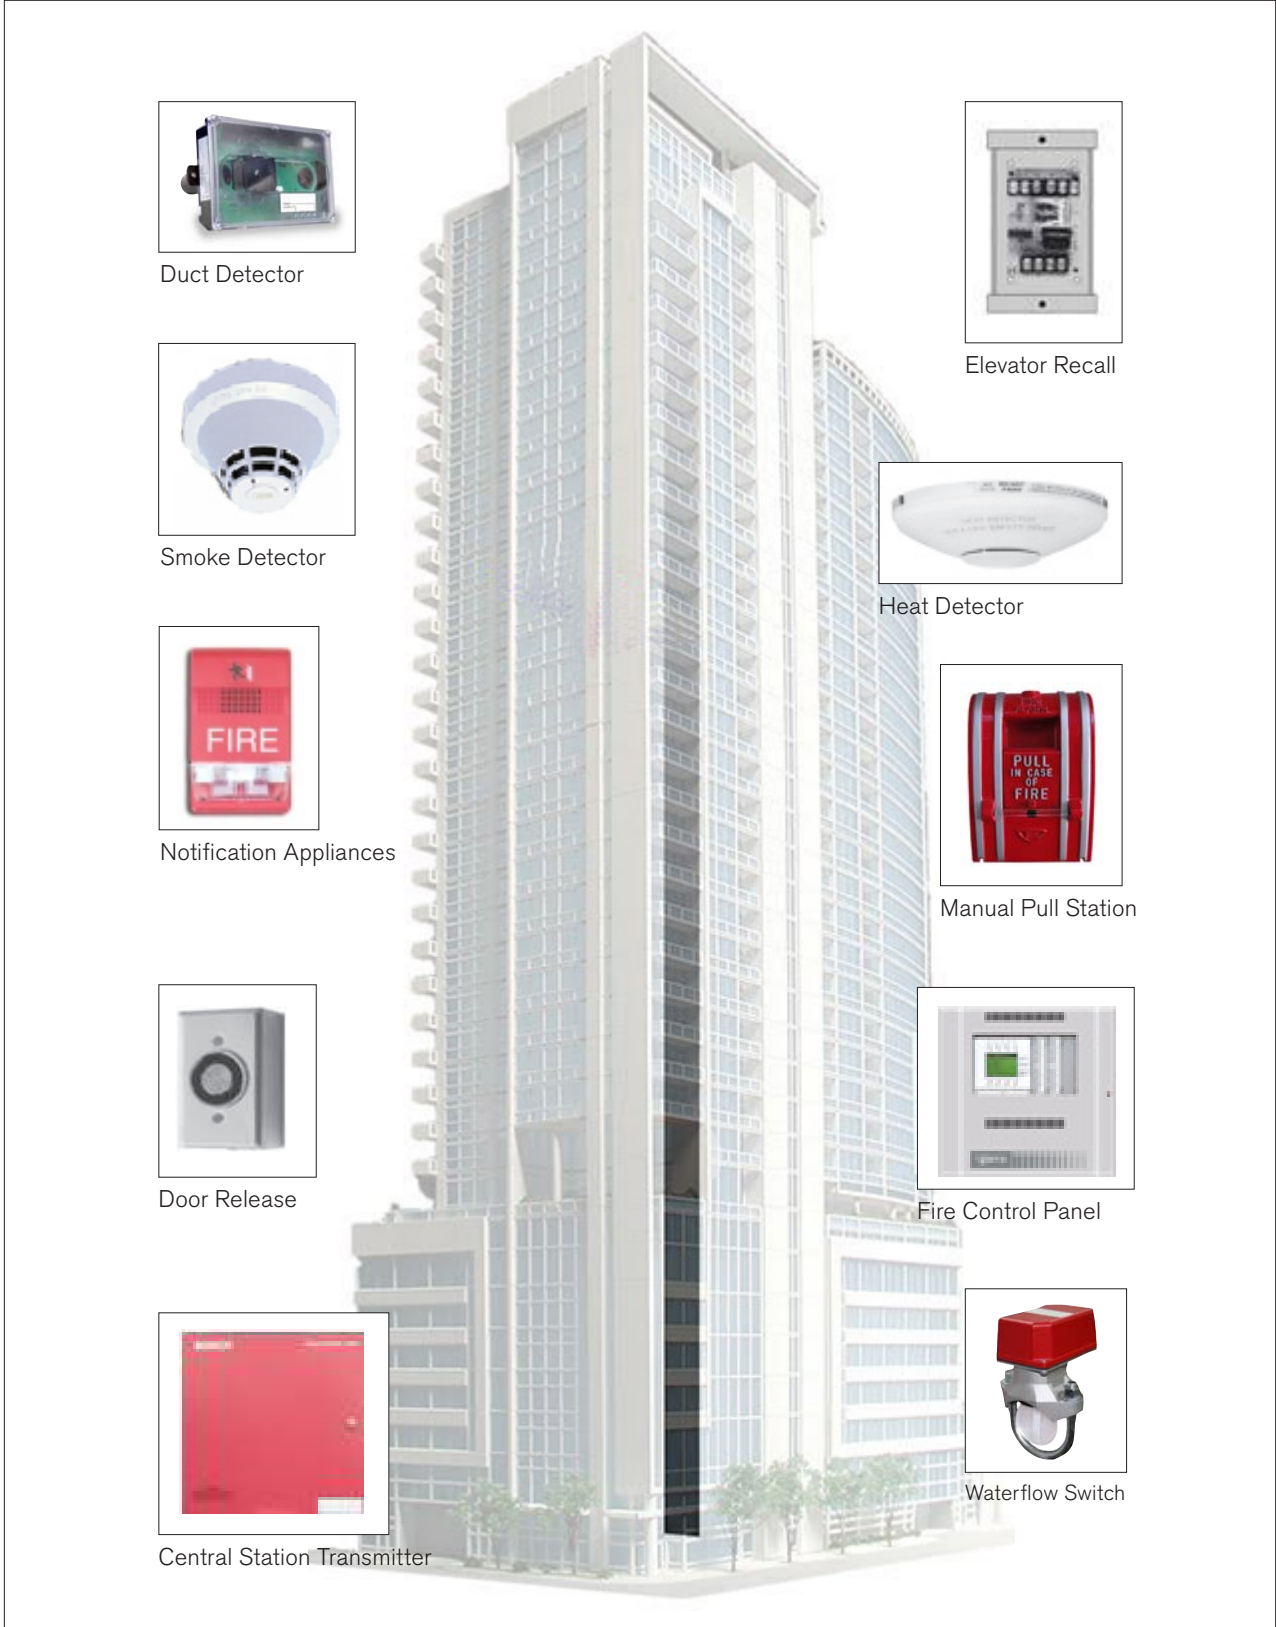 Duct Detector
Elevator Recall
Smoke Detector
Heat Detector
FIRE
Notification Appliances
PULL
IN CASE
OF
FIRE
Manual Pull Station
Door Release
Fire Control Panel
Central Station Transmitter
Waterflow Switch